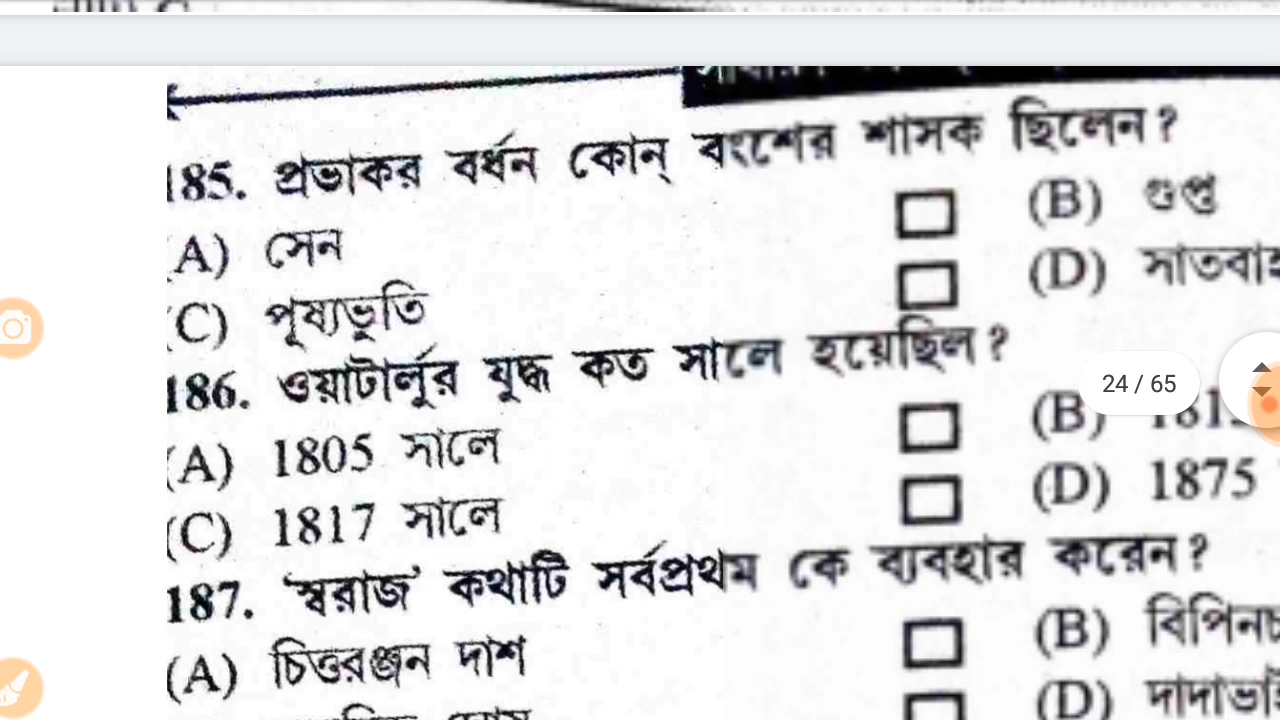 185. প্রভাকর বর্ধন কোন্ বংশের শাসক ছিলেন?
(A) সেন (B) গুপ্ত
(C) পূষ্যভূতি (D)
186. ওয়াটার্লুর যুদ্ধ কত সালে হয়েছিল?
(A) 1805 সালে (B)
(C) 1817 সালে (D) 1875
24 / 65
187. 'স্বরাজ' কথাটি সর্বপ্রথম কে ব্যবহার করেন?
(A) চিত্তরঞ্জন দাশ (B)
(D)